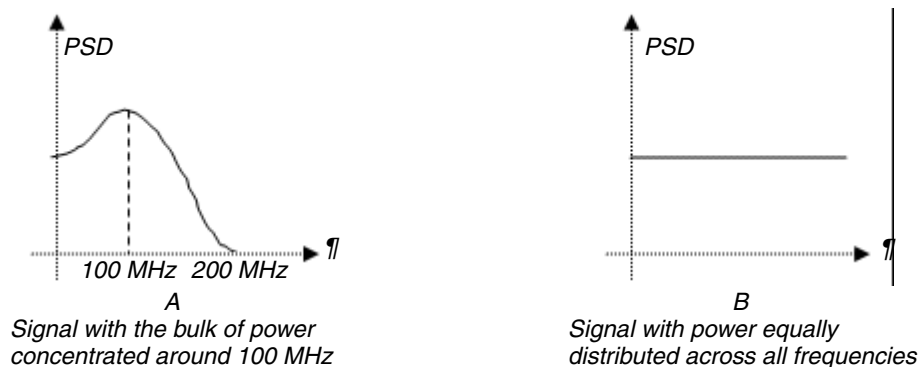 PSD
¶
100 MHz 200 MHz
A
Signal with the bulk of power
concentrated around 100 MHz
PSD
¶
B
Signal with power equally
distributed across all frequencies